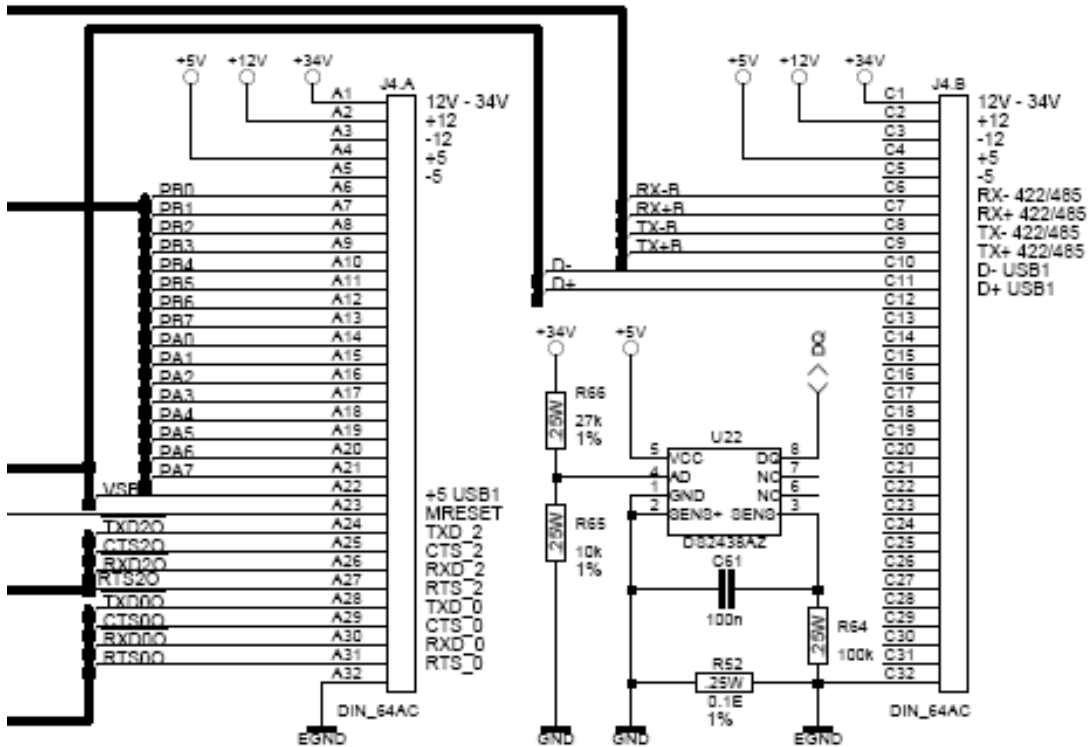 +5V +12V +34V
J4.A
A1 12V - 34V
A2 +12
A3 -12
A4 +5
A5 -5
PB0 A6
PB1 A7
PB2 A8
PB3 A9
PB4 A10
PB5 A11
PB6 A12
PB7 A13
PA0 A14
PA1 A15
PA2 A16
PA3 A17
PA4 A18
PA5 A19
PA6 A20
PA7 A21
A22 +5 USB1
A23 MRESET
TXD2O A24 TXD_2
CTS2O A25 CTS_2
RXD2O A26 RXD_2
RTS2O A27 RTS_2
TXD0O A28 TXD_0
CTS0O A29 CTS_0
RXD0O A30 RXD_0
RTS0O A31 RTS_0
A32
DIN_64AC
EGND
+5V +12V +34V
J4.B
C1 12V - 34V
C2 +12
C3 -12
C4 +5
C5 -5
RX-B C6 RX- 422/485
RX+B C7 RX+ 422/485
TX-B C8 TX- 422/485
TX+B C9 TX+ 422/485
D- C10 D- USB1
D+ C11 D+ USB1
C12
C13
C14
C15
C16
C17
C18
C19
C20
C21
C22
C23
C24
C25
C26
C27
C28
C29
C30
C31
C32
DIN_64AC
+34V +5V DQ
R66
.25W
27k
1%
U22
5 VCC DQ 8
4 AD NC 7
1 GND NC 6
2 SENS+ SENS- 3
DS2438AZ
R65
.25W
10k
1%
C61
100n
R64
.25W
100k
R52
.25W
0.1E
1%
GND GND EGND